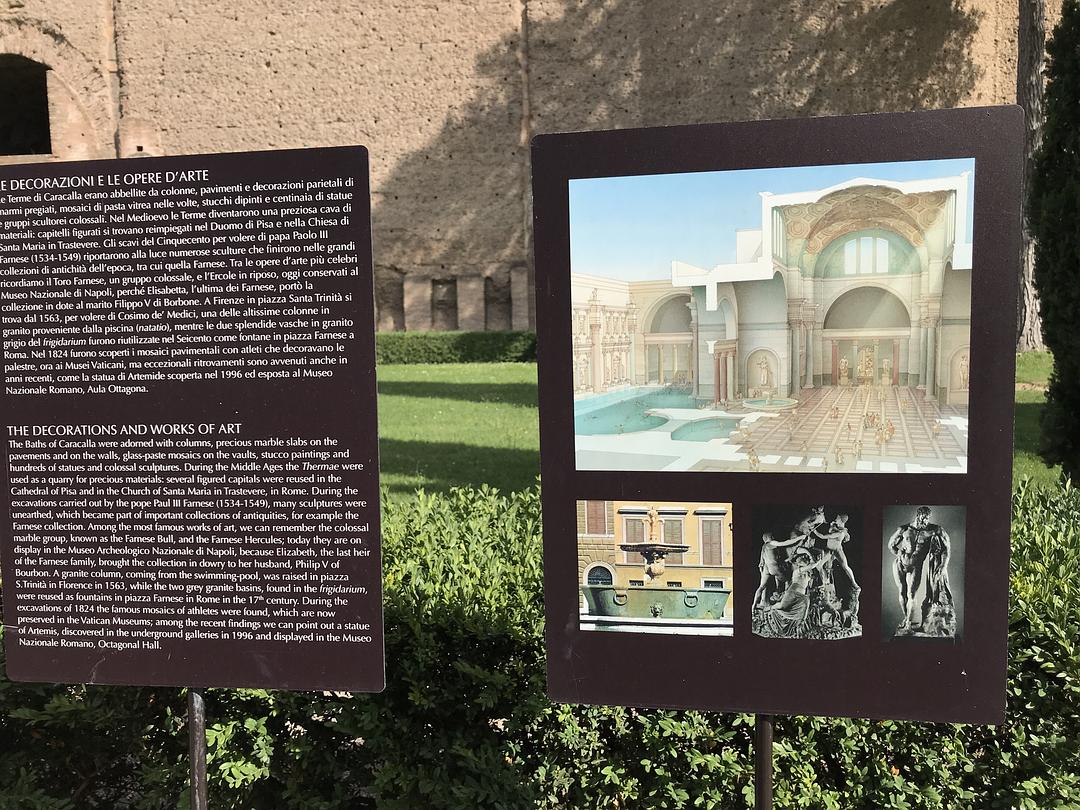 E DECORAZIONI E LE OPERE D'ARTE
e Terme di Caracalla erano abbellite da colonne, pavimenti e decorazioni parietali di
marmi pregiati, mosaici di pasta vitrea nelle volte, stucchi dipinti e centinaia di statue
e gruppi scultorei colossali. Nel Medioevo le Terme diventarono una preziosa cava di
materiali: capitelli figurati si trovano reimpiegati nel Duomo di Pisa e nella Chiesa di
Santa Maria in Trastevere. Gli scavi del Cinquecento per volere di papa Paolo III
Farnese (1534-1549) riportarono alla luce numerose sculture che finirono nelle grandi
collezioni di antichità dell'epoca, tra cui quella Farnese. Tra le opere d'arte più celebri
ricordiamo il Toro Farnese, un gruppo colossale, e l'Ercole in riposo, oggi conservati al
Museo Nazionale di Napoli, perché Elisabetta, l'ultima dei Farnese, portò la
collezione in dote al marito Filippo V di Borbone. A Firenze in piazza Santa Trinità si
trova dal 1563, per volere di Cosimo de' Medici, una delle altissime colonne in
granito proveniente dalla piscina (natatio), mentre le due splendide vasche in granito
grigio del frigidarium furono riutilizzate nel Seicento come fontane in piazza Farnese a
Roma. Nel 1824 furono scoperti i mosaici pavimentali con atleti che decoravano le
palestre, ora ai Musei Vaticani, ma eccezionali ritrovamenti sono avvenuti anche in
anni recenti, come la statua di Artemide scoperta nel 1996 ed esposta al Museo
Nazionale Romano, Aula Ottagona.
THE DECORATIONS AND WORKS OF ART
The Baths of Caracalla were adorned with columns, precious marble slabs on the
pavements and on the walls, glass-paste mosaics on the vaults, stucco paintings and
hundreds of statues and colossal sculptures. During the Middle Ages the Thermae were
used as a quarry for precious materials: several figured capitals were reused in the
Cathedral of Pisa and in the Church of Santa Maria in Trastevere, in Rome. During the
excavations carried out by the pope Paul III Farnese (1534-1549), many sculptures were
unearthed, which became part of important collections of antiquities, for example the
Farnese collection. Among the most famous works of art, we can remember the colossal
marble group, known as the Farnese Bull, and the Farnese Hercules; today they are on
display in the Museo Archeologico Nazionale di Napoli, because Elizabeth, the last heir
of the Farnese family, brought the collection in dowry to her husband, Philip V of
Bourbon. A granite column, coming from the swimming-pool, was raised in piazza
S.Trinità in Florence in 1563, while the two grey granite basins, found in the frigidarium,
were reused as fountains in piazza Farnese in Rome in the 17th century. During the
excavations of 1824 the famous mosaics of athletes were found, which are now
preserved in the Vatican Museums; among the recent findings we can point out a statue
of Artemis, discovered in the underground galleries in 1996 and displayed in the Museo
Nazionale Romano, Octagonal Hall.